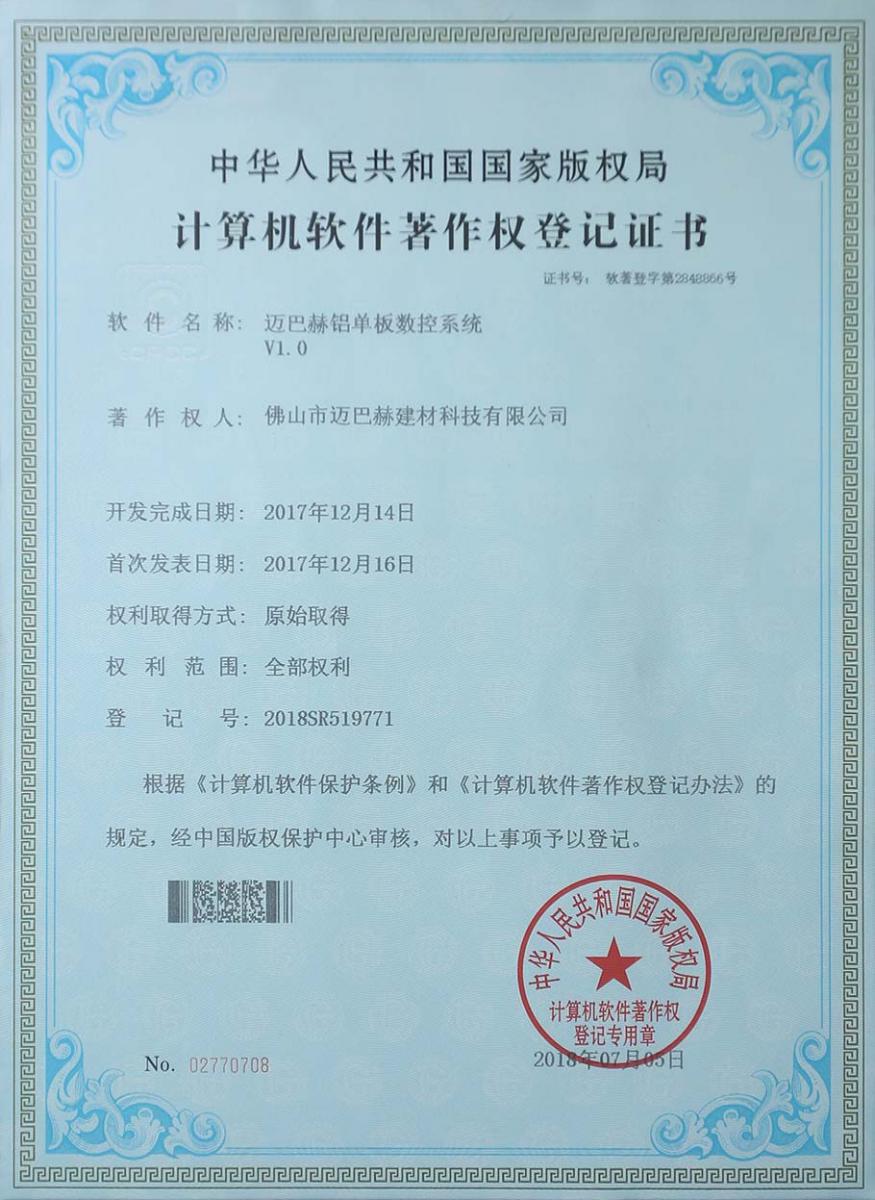 中华人民共和国国家版权局
计算机软件著作权登记证书
证书号： 软著登字第2848866号
软件名称： 迈巴赫铝单板数控系统
V1.0
著作权人： 佛山市迈巴赫建材科技有限公司
开发完成日期： 2017年12月14日
首次发表日期： 2017年12月16日
权利取得方式： 原始取得
权利范围： 全部权利
登记号： 2018SR519771
根据《计算机软件保护条例》和《计算机软件著作权登记办法》的
规定，经中国版权保护中心审核，对以上事项予以登记。
中华人民共和国国家版权局
计算机软件著作权
登记专用章
No. 02770708
2018年07月05日